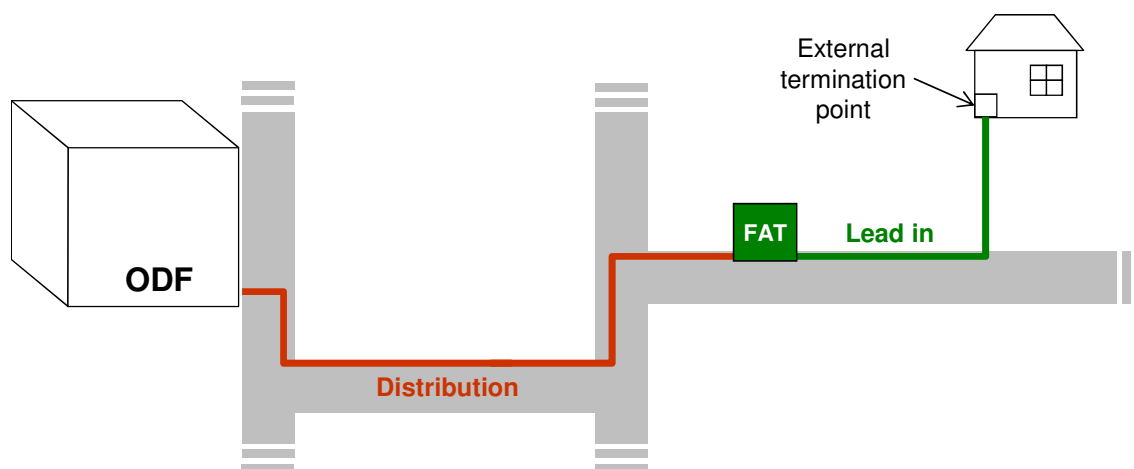 External
termination
point
FAT
Lead in
ODF
Distribution